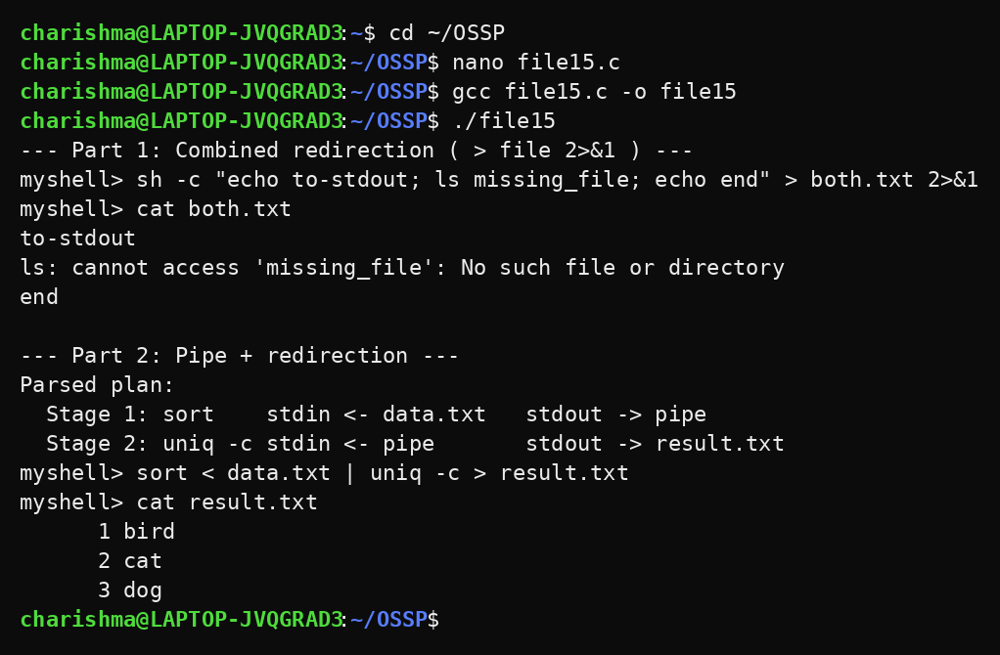 charishma@LAPTOP-JVQGRAD3:~$ cd ~/OSSP
charishma@LAPTOP-JVQGRAD3:~/OSSP$ nano file15.c
charishma@LAPTOP-JVQGRAD3:~/OSSP$ gcc file15.c -o file15
charishma@LAPTOP-JVQGRAD3:~/OSSP$ ./file15
--- Part 1: Combined redirection ( > file 2>&1 ) ---
myshell> sh -c "echo to-stdout; ls missing_file; echo end" > both.txt 2>&1
myshell> cat both.txt
to-stdout
ls: cannot access 'missing_file': No such file or directory
end

--- Part 2: Pipe + redirection ---
Parsed plan:
  Stage 1: sort    stdin <- data.txt   stdout -> pipe
  Stage 2: uniq -c stdin <- pipe       stdout -> result.txt
myshell> sort < data.txt | uniq -c > result.txt
myshell> cat result.txt
      1 bird
      2 cat
      3 dog
charishma@LAPTOP-JVQGRAD3:~/OSSP$